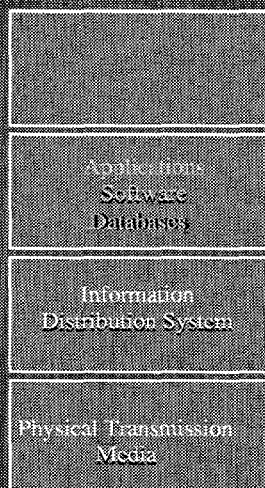 Applications
Software
Databases
Information
Distribution System
Physical Transmission
Media